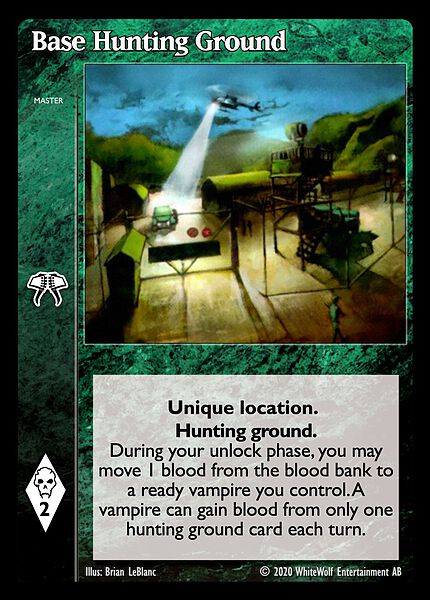 Base Hunting Ground
MASTER
Unique location.
Hunting ground.
During your unlock phase, you may
move 1 blood from the blood bank to
a ready vampire you control. A
vampire can gain blood from only one
hunting ground card each turn.
2
Illus: Brian LeBlanc © 2020 WhiteWolf Entertainment AB